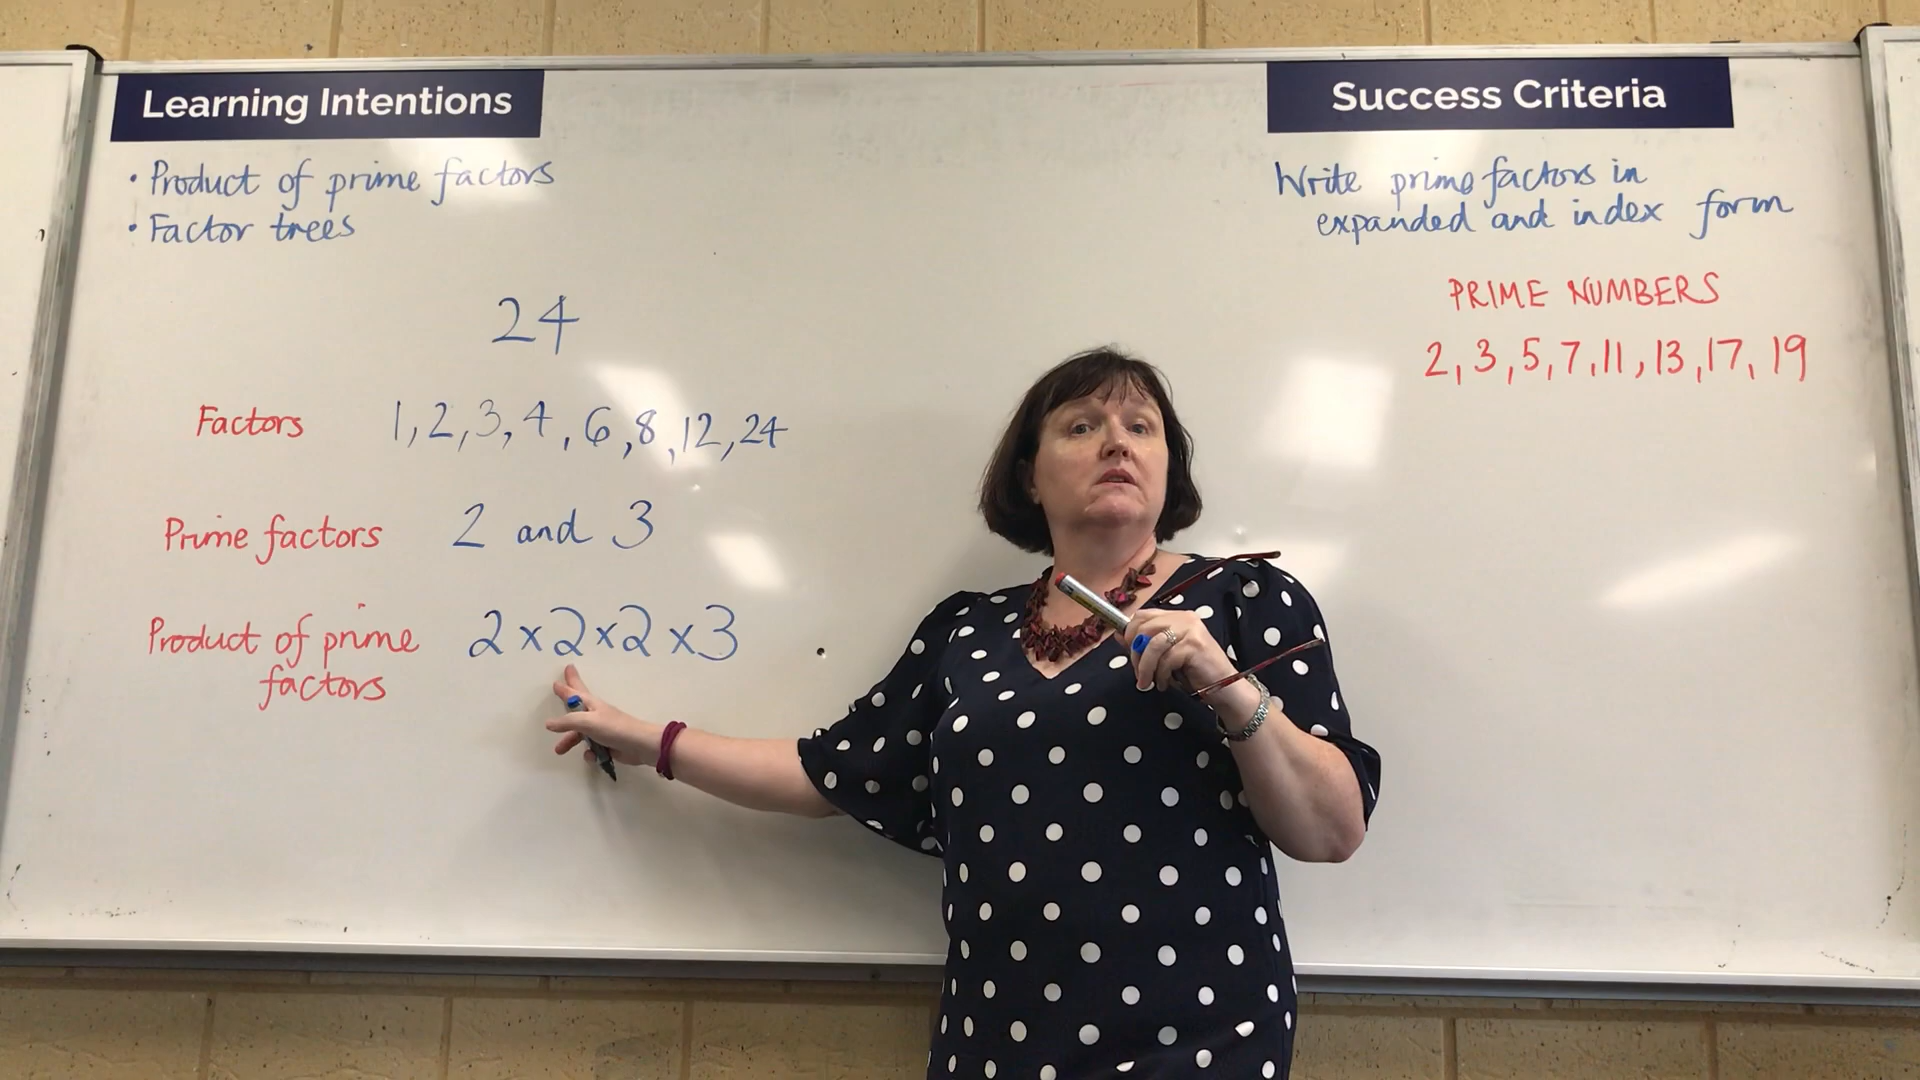 Learning Intentions
• Product of prime factors
• Factor trees
24
Factors 1, 2, 3, 4, 6, 8, 12, 24
Prime factors 2 and 3
Product of prime 2 x 2 x 2 x 3
factors
Success Criteria
Write prime factors in
expanded and index form
PRIME NUMBERS
2, 3, 5, 7, 11, 13, 17, 19